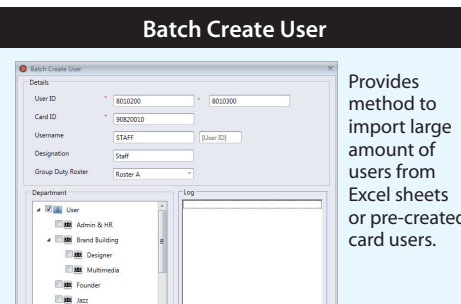 Batch Create User
Batch Create User
Details
User ID * 8010200 - 8010300
Card ID * 90820010
Username STAFF [User ID]
Designation Staff
Group Duty Roster Roster A
Department
Log
User
Admin & HR
Brand Building
Designer
Multimedia
Founder
Jazz
Provides
method to
import large
amount of
users from
Excel sheets
or pre-created
card users.